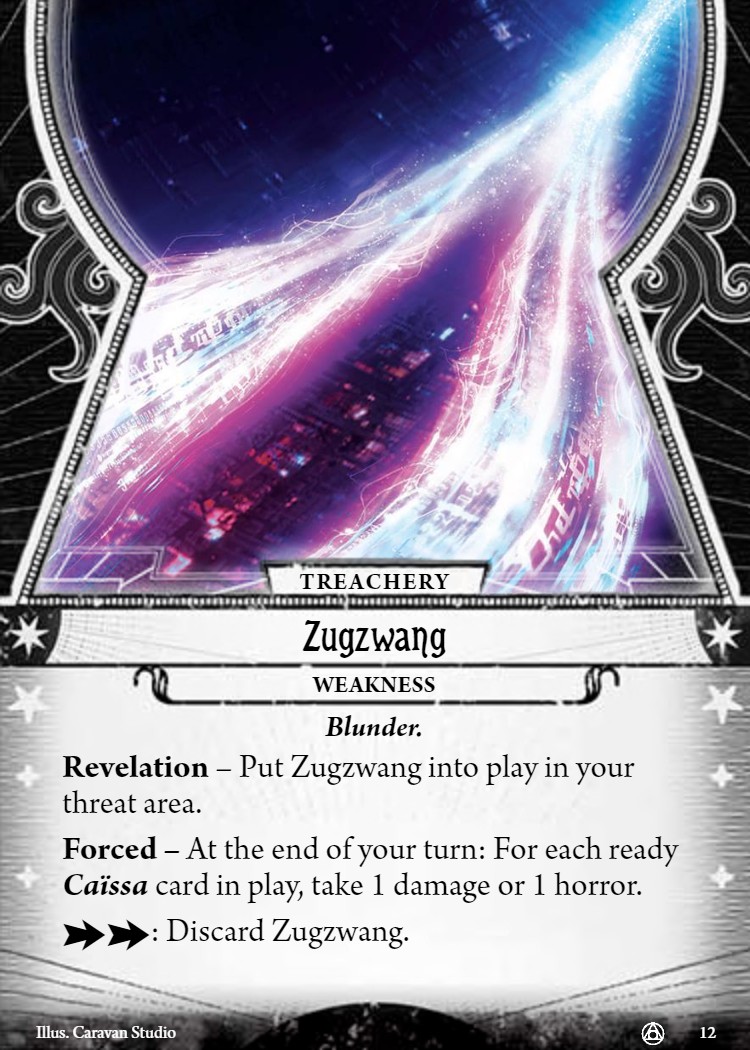 TREACHERY
Zugzwang
WEAKNESS
Blunder.
Revelation – Put Zugzwang into play in your
threat area.
Forced – At the end of your turn: For each ready
Caïssa card in play, take 1 damage or 1 horror.
: Discard Zugzwang.
Illus. Caravan Studio
12